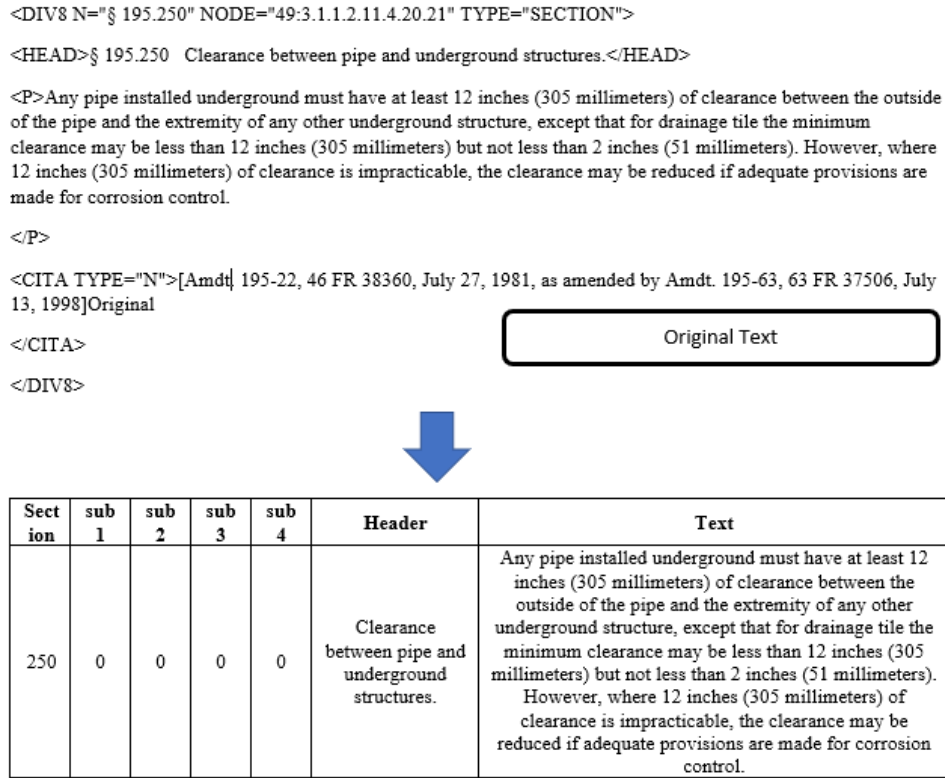 <DIV8 N="§ 195.250" NODE="49:3.1.1.2.11.4.20.21" TYPE="SECTION">
<HEAD>§ 195.250 Clearance between pipe and underground structures.</HEAD>
<P>Any pipe installed underground must have at least 12 inches (305 millimeters) of clearance between the outside
of the pipe and the extremity of any other underground structure, except that for drainage tile the minimum
clearance may be less than 12 inches (305 millimeters) but not less than 2 inches (51 millimeters). However, where
12 inches (305 millimeters) of clearance is impracticable, the clearance may be reduced if adequate provisions are
made for corrosion control.
</P>
<CITA TYPE="N">[Amdt 195-22, 46 FR 38360, July 27, 1981, as amended by Amdt. 195-63, 63 FR 37506, July
13, 1998]Original
</CITA>
Original Text
</DIV8>
Sect
ion
sub
1
sub
2
sub
3
sub
4
Header
Text
250
0
0
0
0
Clearance
between pipe and
underground
structures.
Any pipe installed underground must have at least 12
inches (305 millimeters) of clearance between the
outside of the pipe and the extremity of any other
underground structure, except that for drainage tile the
minimum clearance may be less than 12 inches (305
millimeters) but not less than 2 inches (51 millimeters).
However, where 12 inches (305 millimeters) of
clearance is impracticable, the clearance may be
reduced if adequate provisions are made for corrosion
control.